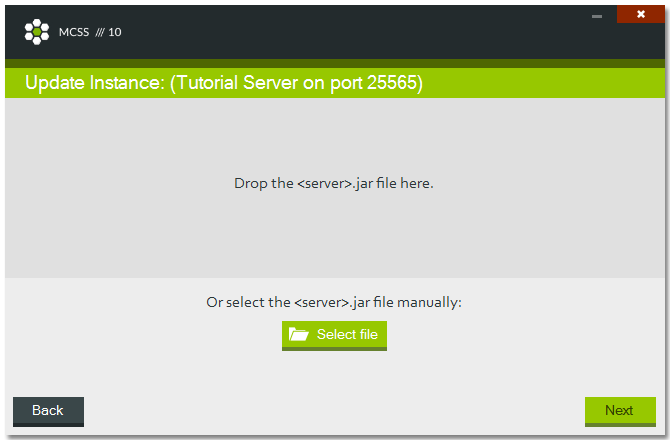 MCSS /// 10
Update Instance: (Tutorial Server on port 25565)
Drop the <server>.jar file here.
Or select the <server>.jar file manually:
Select file
Back
Next